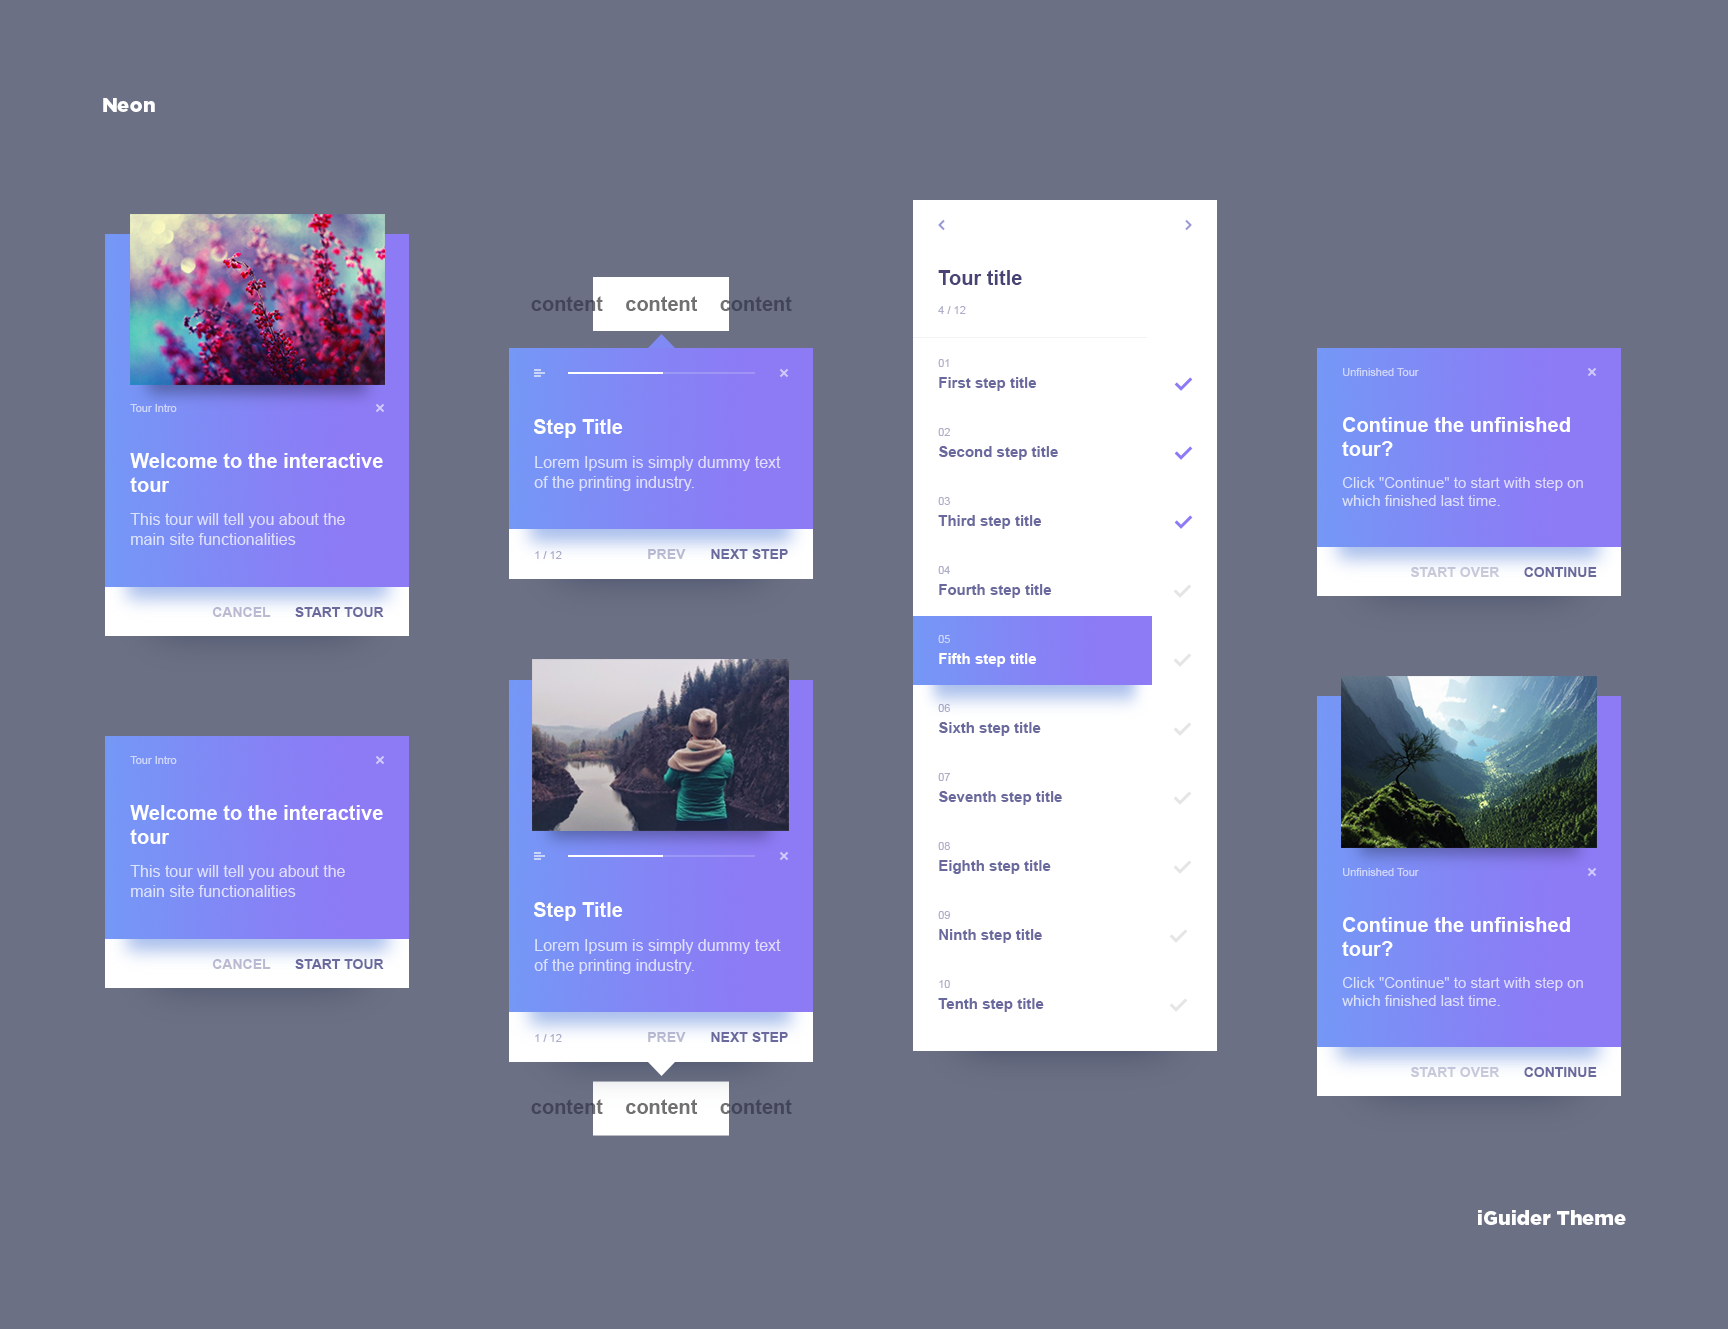 Neon
Tour Intro
Welcome to the interactive
tour
This tour will tell you about the
main site functionalities
CANCEL START TOUR
Tour Intro
Welcome to the interactive
tour
This tour will tell you about the
main site functionalities
CANCEL START TOUR
content content content
Step Title
Lorem Ipsum is simply dummy text
of the printing industry.
1 / 12 PREV NEXT STEP
Step Title
Lorem Ipsum is simply dummy text
of the printing industry.
1 / 12 PREV NEXT STEP
content content content
Tour title
4 / 12
01
First step title
02
Second step title
03
Third step title
04
Fourth step title
05
Fifth step title
06
Sixth step title
07
Seventh step title
08
Eighth step title
09
Ninth step title
10
Tenth step title
Unfinished Tour
Continue the unfinished
tour?
Click "Continue" to start with step on
which finished last time.
START OVER CONTINUE
Unfinished Tour
Continue the unfinished
tour?
Click "Continue" to start with step on
which finished last time.
START OVER CONTINUE
iGuider Theme